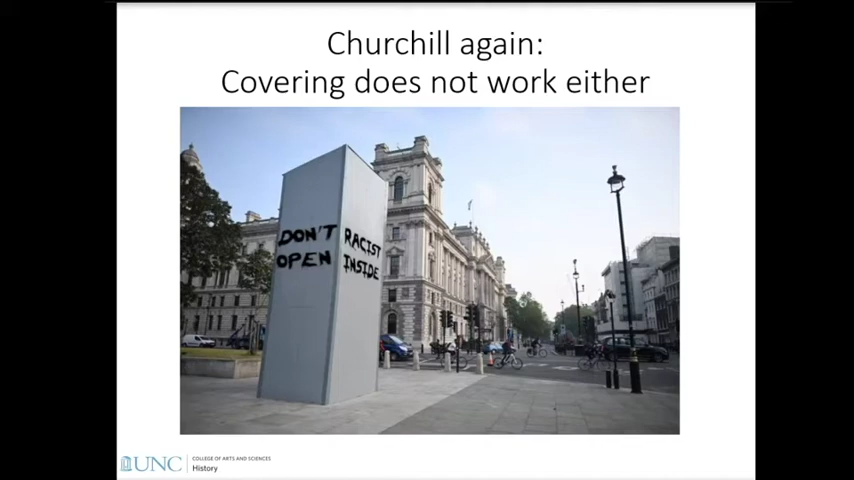 Churchill again:
Covering does not work either
DON'T
OPEN
RACIST
INSIDE
UNC
COLLEGE OF ARTS AND SCIENCES
History